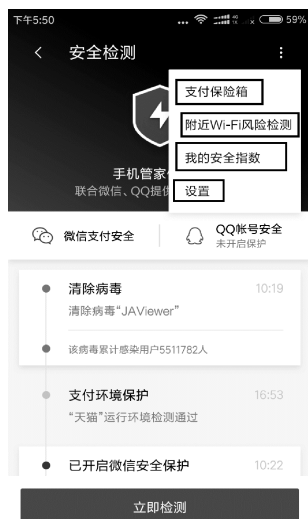 下午5:50
... 4G 1X x 59%
安全检测
支付保险箱
附近Wi-Fi风险检测
我的安全指数
设置
手机管家
联合微信、QQ提
微信支付安全
QQ帐号安全
未开启保护
清除病毒 10:19
清除病毒“JAViewer”
该病毒累计感染用户5511782人
支付环境保护 16:53
“天猫”运行环境检测通过
已开启微信安全保护 10:22
立即检测